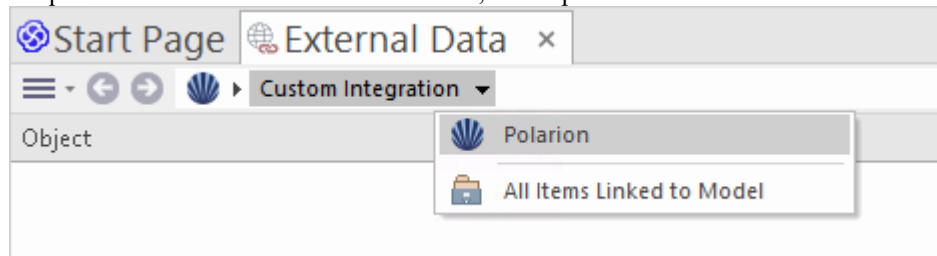 Start Page External Data ×
Custom Integration
Object
Polarion
All Items Linked to Model